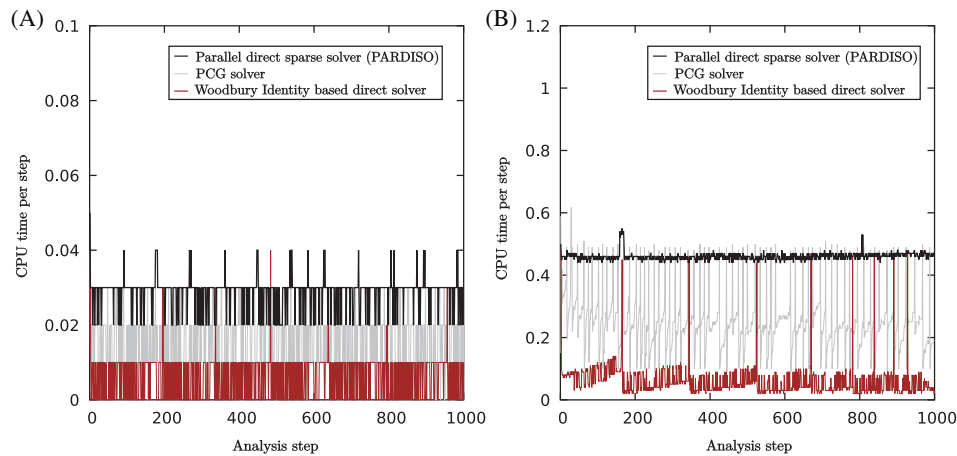 (A)
0.1
0.08
0.06
0.04
0.02
0
CPU time per step
Parallel direct sparse solver (PARDISO)
PCG solver
Woodbury Identity based direct solver
0 200 400 600 800 1000
Analysis step
(B)
1.2
1
0.8
0.6
0.4
0.2
0
CPU time per step
Parallel direct sparse solver (PARDISO)
PCG solver
Woodbury Identity based direct solver
0 200 400 600 800 1000
Analysis step